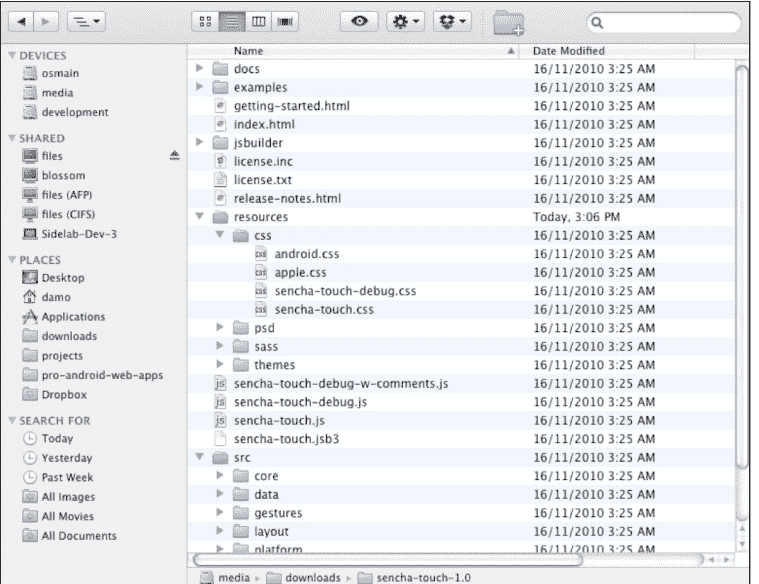 Name Date Modified
DEVICES
osmain
media
development
SHARED
files
blossom
files (AFP)
files (CIFS)
Sidelab-Dev-3
PLACES
Desktop
damo
Applications
downloads
projects
pro-android-web-apps
Dropbox
SEARCH FOR
Today
Yesterday
Past Week
All Images
All Movies
All Documents
docs 16/11/2010 3:25 AM
examples 16/11/2010 3:25 AM
getting-started.html 16/11/2010 3:25 AM
index.html 16/11/2010 3:25 AM
jsbuilder 16/11/2010 3:25 AM
license.inc 16/11/2010 3:25 AM
license.txt 16/11/2010 3:25 AM
release-notes.html 16/11/2010 3:25 AM
resources Today, 3:06 PM
css 16/11/2010 3:25 AM
css android.css 16/11/2010 3:25 AM
css apple.css 16/11/2010 3:25 AM
css sencha-touch-debug.css 16/11/2010 3:25 AM
css sencha-touch.css 16/11/2010 3:25 AM
psd 16/11/2010 3:25 AM
sass 16/11/2010 3:25 AM
themes 16/11/2010 3:25 AM
js sencha-touch-debug-w-comments.js 16/11/2010 3:25 AM
js sencha-touch-debug.js 16/11/2010 3:25 AM
js sencha-touch.js 16/11/2010 3:25 AM
sencha-touch.jsb3 16/11/2010 3:25 AM
src 16/11/2010 3:25 AM
core 16/11/2010 3:25 AM
data 16/11/2010 3:25 AM
gestures 16/11/2010 3:25 AM
layout 16/11/2010 3:25 AM
platform 16/11/2010 3:25 AM
media downloads sencha-touch-1.0